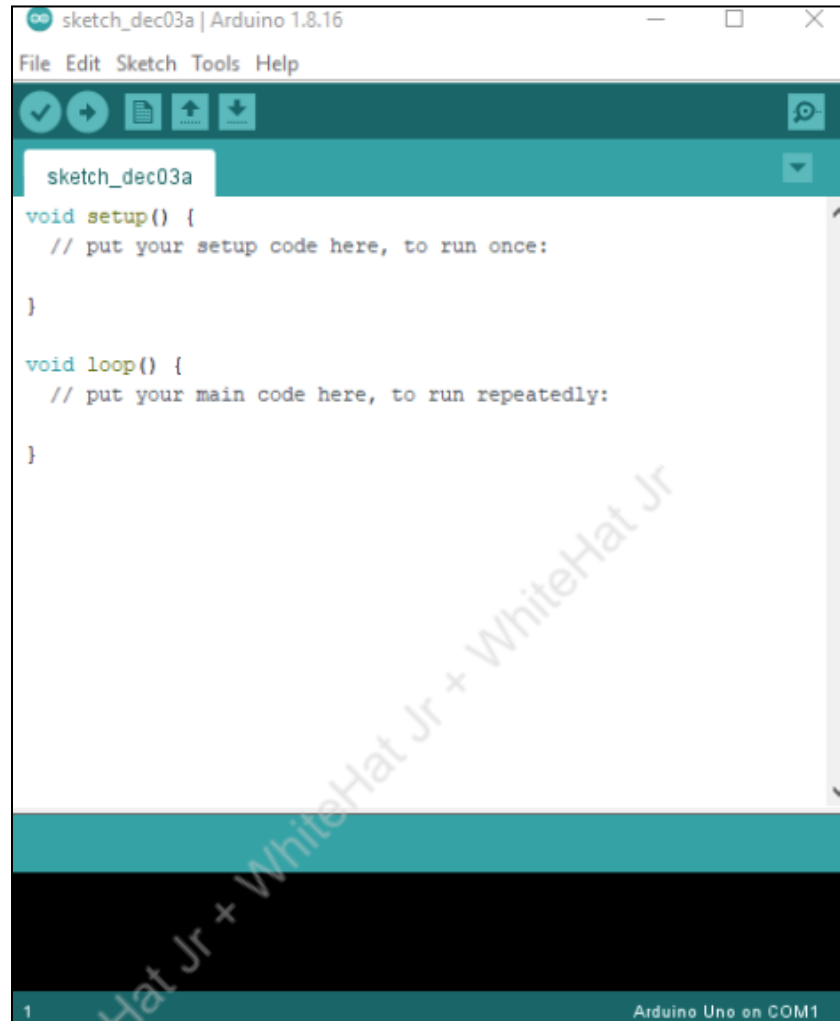 sketch_dec03a | Arduino 1.8.16
File Edit Sketch Tools Help
sketch_dec03a
void setup() {
  // put your setup code here, to run once:
}
void loop() {
  // put your main code here, to run repeatedly:
}
Hat Jr + WhiteHat Jr + WhiteHat Jr
1 Arduino Uno on COM1